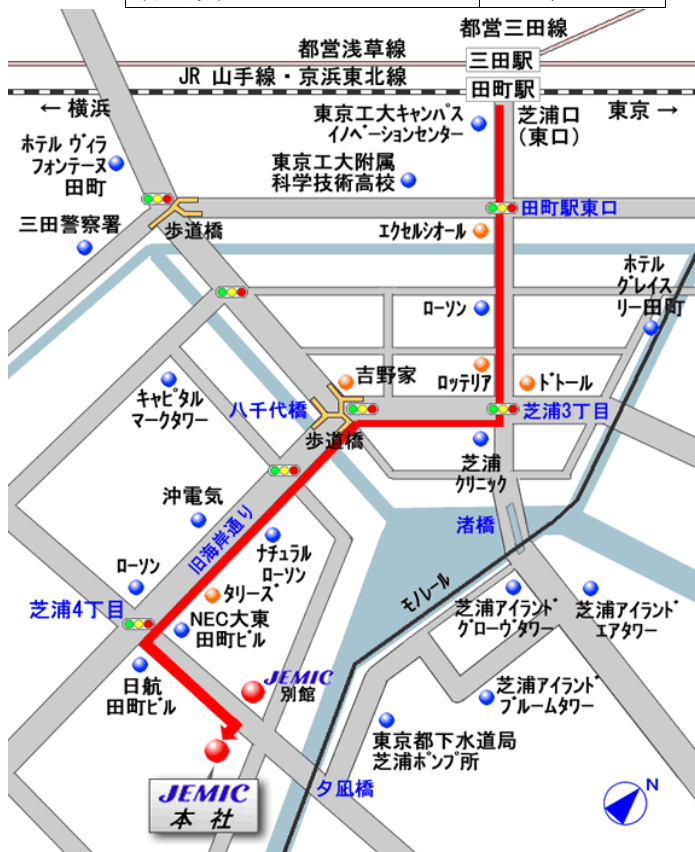 都営三田線
都営浅草線
三田駅
JR 山手線・京浜東北線
田町駅
← 横浜
東京 →
芝浦口
(東口)
東京工大キャンパス
イノベーションセンター
ホテル ヴィラ
フォンテーヌ
田町
東京工大附属
科学技術高校
田町駅東口
三田警察署
歩道橋
エクセルシオール
ホテル
グレイス
リー田町
ローソン
吉野家
ロッテリア
ドトール
キャピタル
マークタワー
八千代橋
芝浦3丁目
歩道橋
芝浦
クリニック
沖電気
旧海岸通り
渚橋
ナチュラル
ローソン
ローソン
タリーズ
モノレール
芝浦4丁目
NEC大東
田町ビル
芝浦アイランド
グローヴタワー
芝浦アイランド
エアタワー
日航
田町ビル
JEMIC
別館
芝浦アイランド
ブルームタワー
東京都下水道局
芝浦ポンプ所
夕凪橋
JEMIC
本 社
N